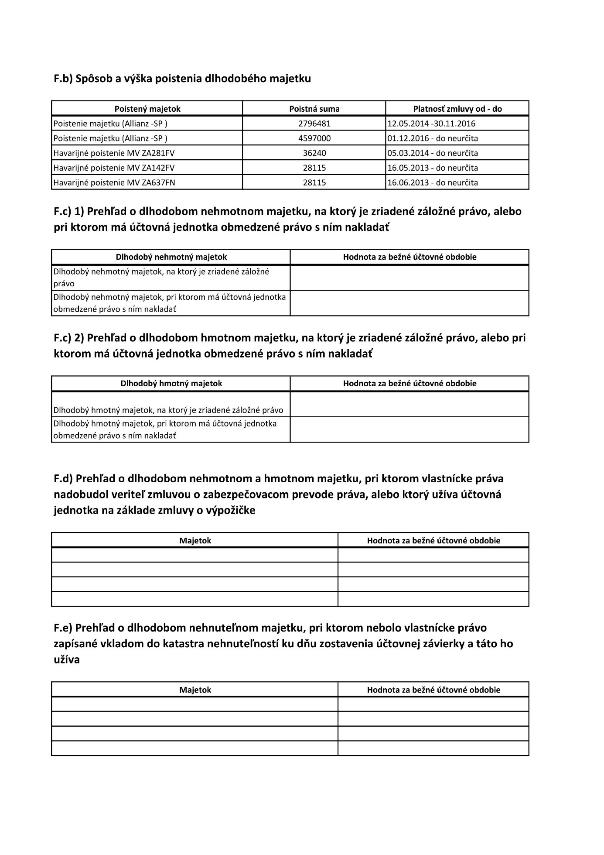 F.b) Spôsob a výška poistenia dlhodobého majetku
Poistený majetok Poistná suma Platnosť zmluvy od - do
Poistenie majetku (Allianz -SP ) 2796481 12.05.2014 -30.11.2016
Poistenie majetku (Allianz -SP ) 4597000 01.12.2016 - do neurčita
Havarijné poistenie MV ZA281FV 36240 05.03.2014 - do neurčita
Havarijné poistenie MV ZA142FV 28115 16.05.2013 - do neurčita
Havarijné poistenie MV ZA637FN 28115 16.06.2013 - do neurčita
F.c) 1) Prehľad o dlhodobom nehmotnom majetku, na ktorý je zriadené záložné právo, alebo
pri ktorom má účtovná jednotka obmedzené právo s ním nakladať
Dlhodobý nehmotný majetok Hodnota za bežné účtovné obdobie
Dlhodobý nehmotný majetok, na ktorý je zriadené záložné
právo
Dlhodobý nehmotný majetok, pri ktorom má účtovná jednotka
obmedzené právo s ním nakladať
F.c) 2) Prehľad o dlhodobom hmotnom majetku, na ktorý je zriadené záložné právo, alebo pri
ktorom má účtovná jednotka obmedzené právo s ním nakladať
Dlhodobý hmotný majetok Hodnota za bežné účtovné obdobie
Dlhodobý hmotný majetok, na ktorý je zriadené záložné právo
Dlhodobý hmotný majetok, pri ktorom má účtovná jednotka
obmedzené právo s ním nakladať
F.d) Prehľad o dlhodobom nehmotnom a hmotnom majetku, pri ktorom vlastnícke práva
nadobudol veriteľ zmluvou o zabezpečovacom prevode práva, alebo ktorý užíva účtovná
jednotka na základe zmluvy o výpožičke
Majetok Hodnota za bežné účtovné obdobie
F.e) Prehľad o dlhodobom nehnuteľnom majetku, pri ktorom nebolo vlastnícke právo
zapísané vkladom do katastra nehnuteľností ku dňu zostavenia účtovnej závierky a táto ho
užíva
Majetok Hodnota za bežné účtovné obdobie